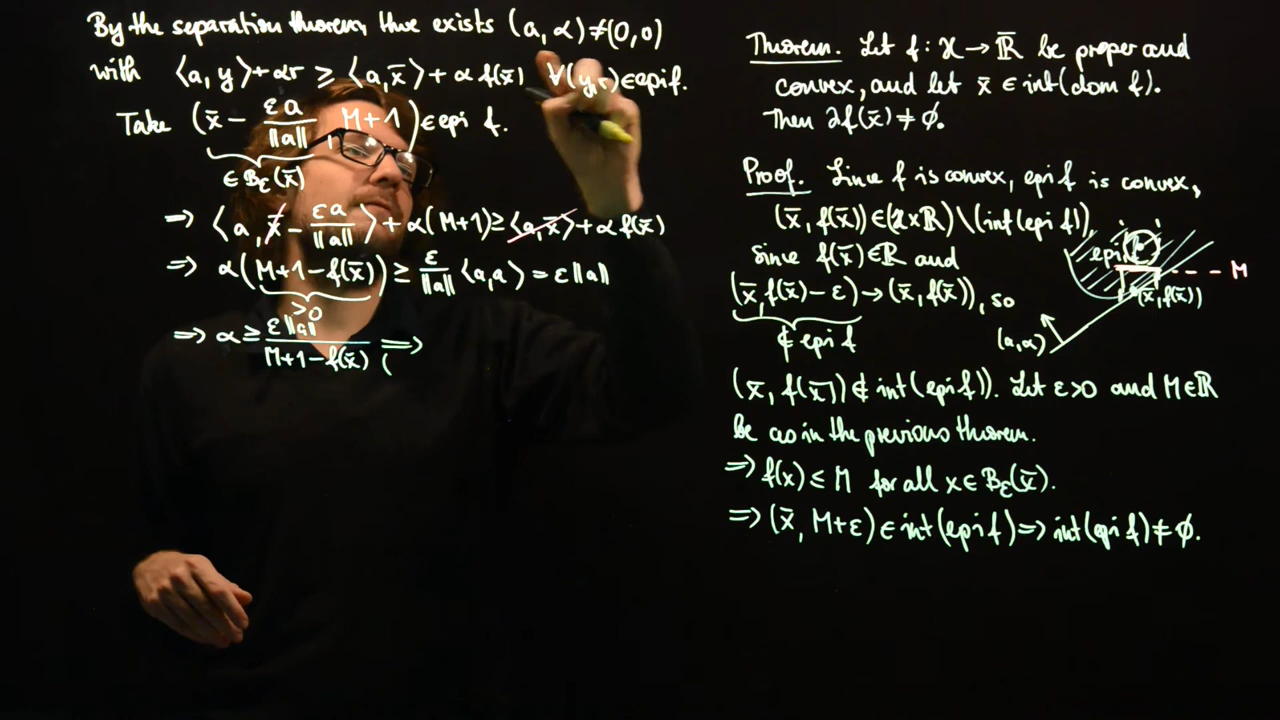 By the separation theorem, there exists (a, α) ≠ (0,0)
with ⟨a, y⟩ + αr ≥ ⟨a, x̄⟩ + α f(x̄) ∀(y,r) ∈ epi f.
Take (x̄ − εa/‖a‖, M+1) ∈ epi f.
∈ B_ε(x̄)
⇒ ⟨a, x̄ − εa/‖a‖⟩ + α(M+1) ≥ ⟨a, x̄⟩ + α f(x̄)
⇒ α(M+1−f(x̄)) ≥ ε/‖a‖ ⟨a,a⟩ = ε‖a‖
>0
⇒ α ≥ ε‖a‖/(M+1−f(x̄)) ⇒
(
Theorem. Let f : X → ℝ̄ be proper and
convex, and let x̄ ∈ int(dom f).
Then ∂f(x̄) ≠ ∅.
Proof. Since f is convex, epi f is convex,
(x̄, f(x̄)) ∈ (X×ℝ) \ (int(epi f)),
since f(x̄) ∈ ℝ and
(x̄, f(x̄) − ε) → (x̄, f(x̄)), so
∉ epi f
epi f
M
(x̄, f(x̄))
(a, α)
(x̄, f(x̄)) ∉ int(epi f)). Let ε>0 and M∈ℝ
be as in the previous theorem.
⇒ f(x) ≤ M for all x ∈ B_ε(x̄).
⇒ (x̄, M+ε) ∈ int(epi f) ⇒ int(epi f) ≠ ∅.